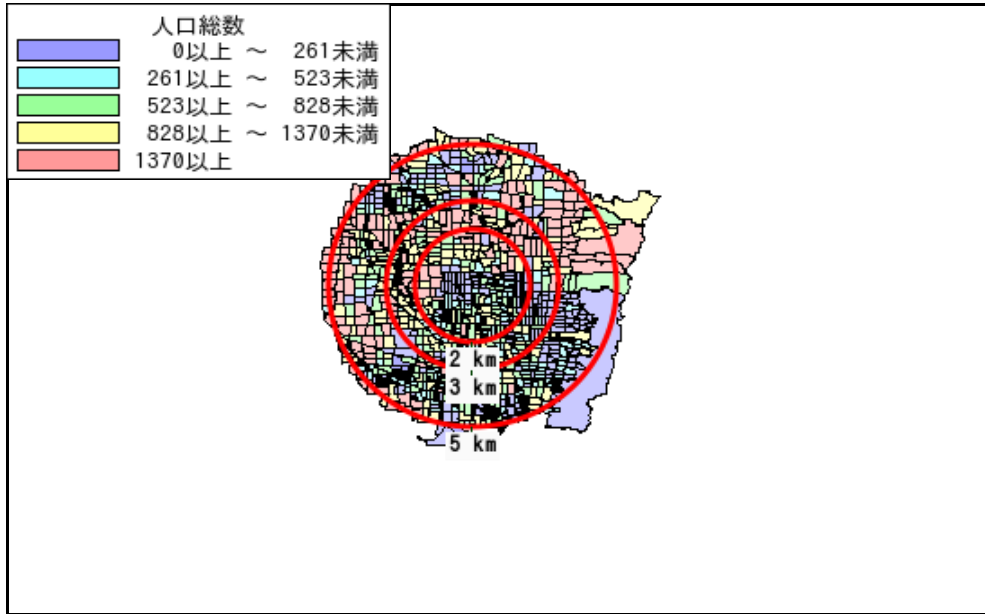 人口総数
0以上 ～ 261未満
261以上 ～ 523未満
523以上 ～ 828未満
828以上 ～ 1370未満
1370以上
2 km
3 km
5 km